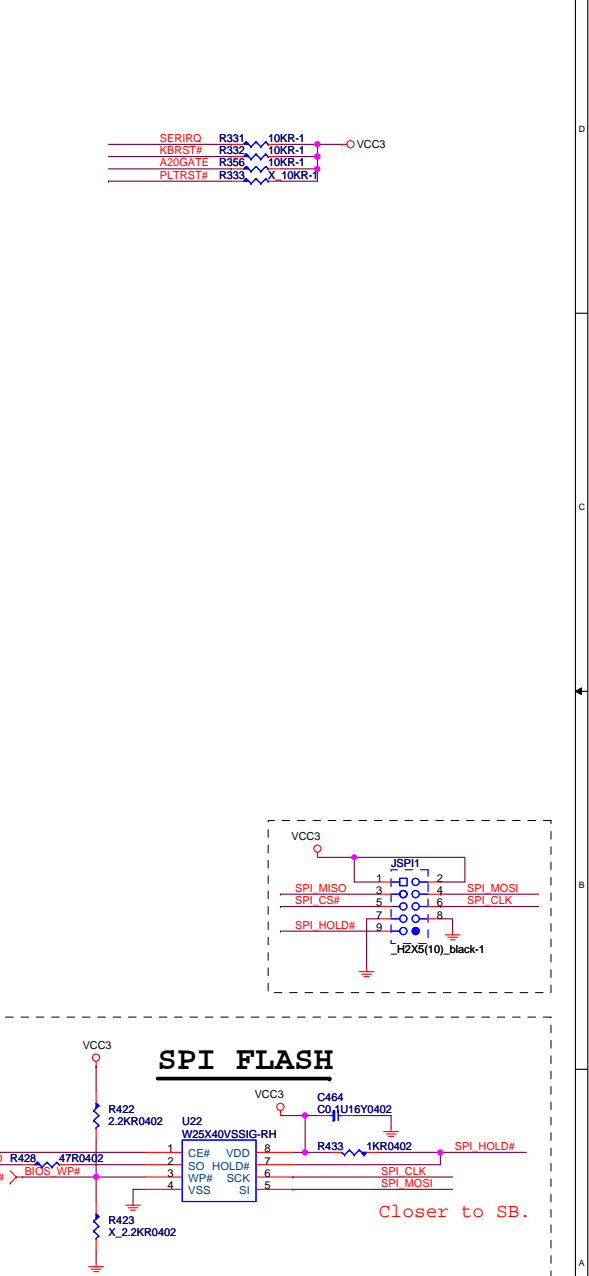 D
SERIRQ R331 10KR-1 VCC3
KBRST# R332 10KR-1
A20GATE R356 10KR-1
PLTRST# R333 X_10KR-1
C
VCC3
JSPI1
1 2
SPI_MISO 3 4 SPI_MOSI
SPI_CS# 5 6 SPI_CLK
7 8
SPI_HOLD# 9
_H2X5(10)_black-1
B
VCC3
SPI FLASH
VCC3
C464
C0.1U16Y0402
R422
2.2KR0402
U22
W25X40VSSIG-RH
R433 1KR0402 SPI_HOLD#
1 CE# VDD 8
R428 47R0402 2 SO HOLD# 7
# BIOS_WP# 3 WP# SCK 6 SPI_CLK
4 VSS SI 5 SPI_MOSI
R423
X_2.2KR0402
Closer to SB.
A